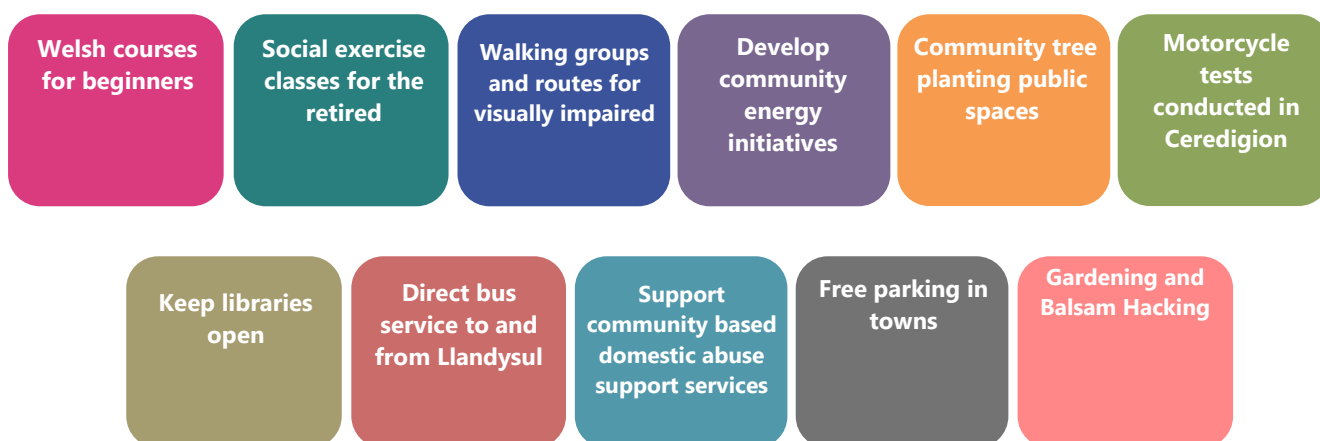 Welsh courses
for beginners
Social exercise
classes for the
retired
Walking groups
and routes for
visually impaired
Develop
community
energy
initiatives
Community tree
planting public
spaces
Motorcycle
tests
conducted in
Ceredigion
Keep libraries
open
Direct bus
service to and
from Llandysul
Support
community based
domestic abuse
support services
Free parking in
towns
Gardening and
Balsam Hacking